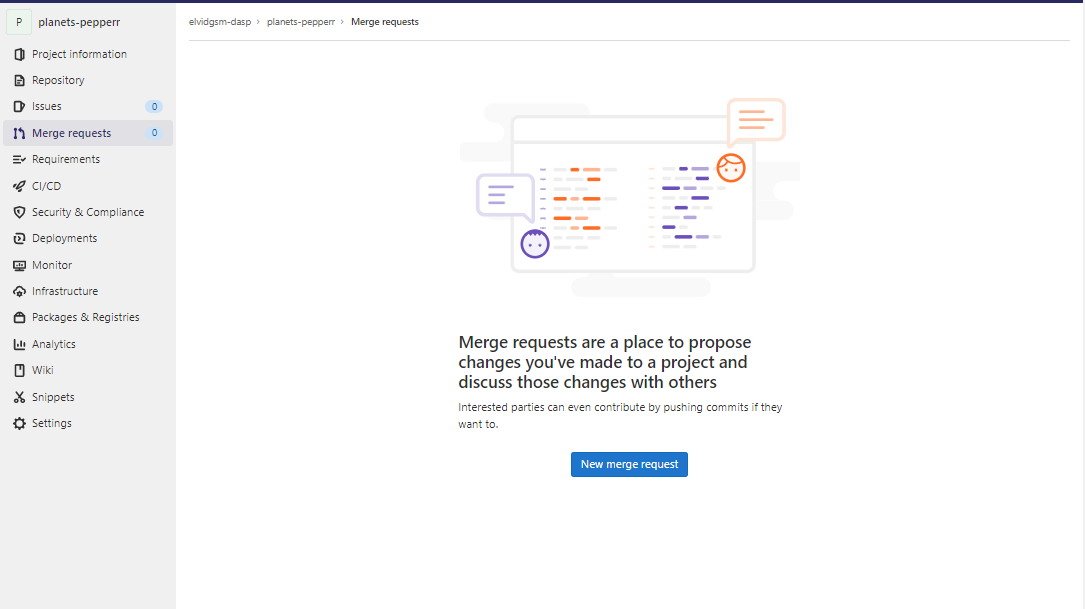 P planets-pepperr
elvidgsm-dasp › planets-pepperr › Merge requests
Project information
Repository
Issues 0
Merge requests 0
Requirements
CI/CD
Security & Compliance
Deployments
Monitor
Infrastructure
Packages & Registries
Analytics
Wiki
Snippets
Settings
Merge requests are a place to propose
changes you've made to a project and
discuss those changes with others
Interested parties can even contribute by pushing commits if they
want to.
New merge request